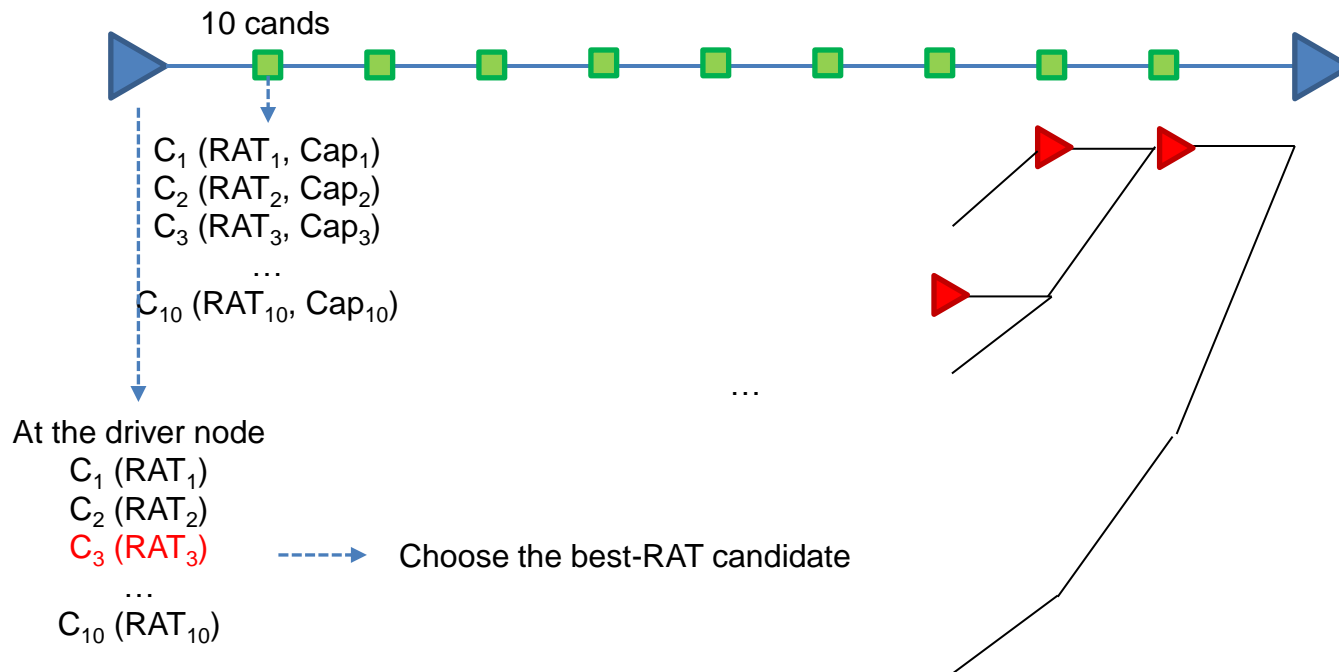 10 cands
C₁ (RAT₁, Cap₁)
C₂ (RAT₂, Cap₂)
C₃ (RAT₃, Cap₃)
…
C₁₀ (RAT₁₀, Cap₁₀)
…
At the driver node
C₁ (RAT₁)
C₂ (RAT₂)
C₃ (RAT₃)
Choose the best-RAT candidate
…
C₁₀ (RAT₁₀)